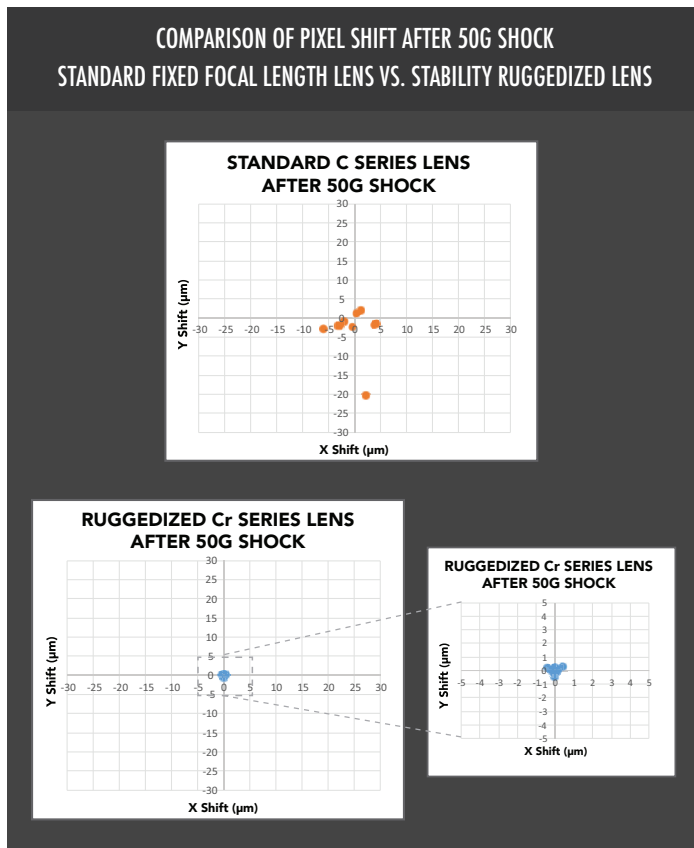 COMPARISON OF PIXEL SHIFT AFTER 50G SHOCK
STANDARD FIXED FOCAL LENGTH LENS VS. STABILITY RUGGEDIZED LENS
STANDARD C SERIES LENS
AFTER 50G SHOCK
30
25
20
15
10
5
0
-30 -25 -20 -15 -10 -5 0 5 10 15 20 25 30
-5
-10
-15
-20
-25
-30
Y Shift (µm)
X Shift (µm)
RUGGEDIZED Cr SERIES LENS
AFTER 50G SHOCK
30
25
20
15
10
5
0
-30 -25 -20 -15 -10 -5 0 5 10 15 20 25 30
-5
-10
-15
-20
-25
-30
Y Shift (µm)
X Shift (µm)
RUGGEDIZED Cr SERIES LENS
AFTER 50G SHOCK
5
4
3
2
1
0
-5 -4 -3 -2 -1 0 1 2 3 4 5
-1
-2
-3
-4
-5
Y Shift (µm)
X Shift (µm)